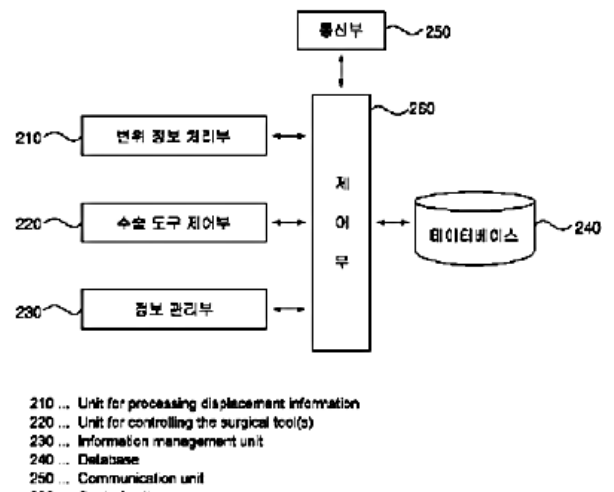 통신부
250
260
210
변위 정보 처리부
제
어
부
220
수술 도구 제어부
데이터베이스
240
230
정보 관리부
210 ... Unit for processing displacement information
220 ... Unit for controlling the surgical tool(s)
230 ... Information management unit
240 ... Database
250 ... Communication unit